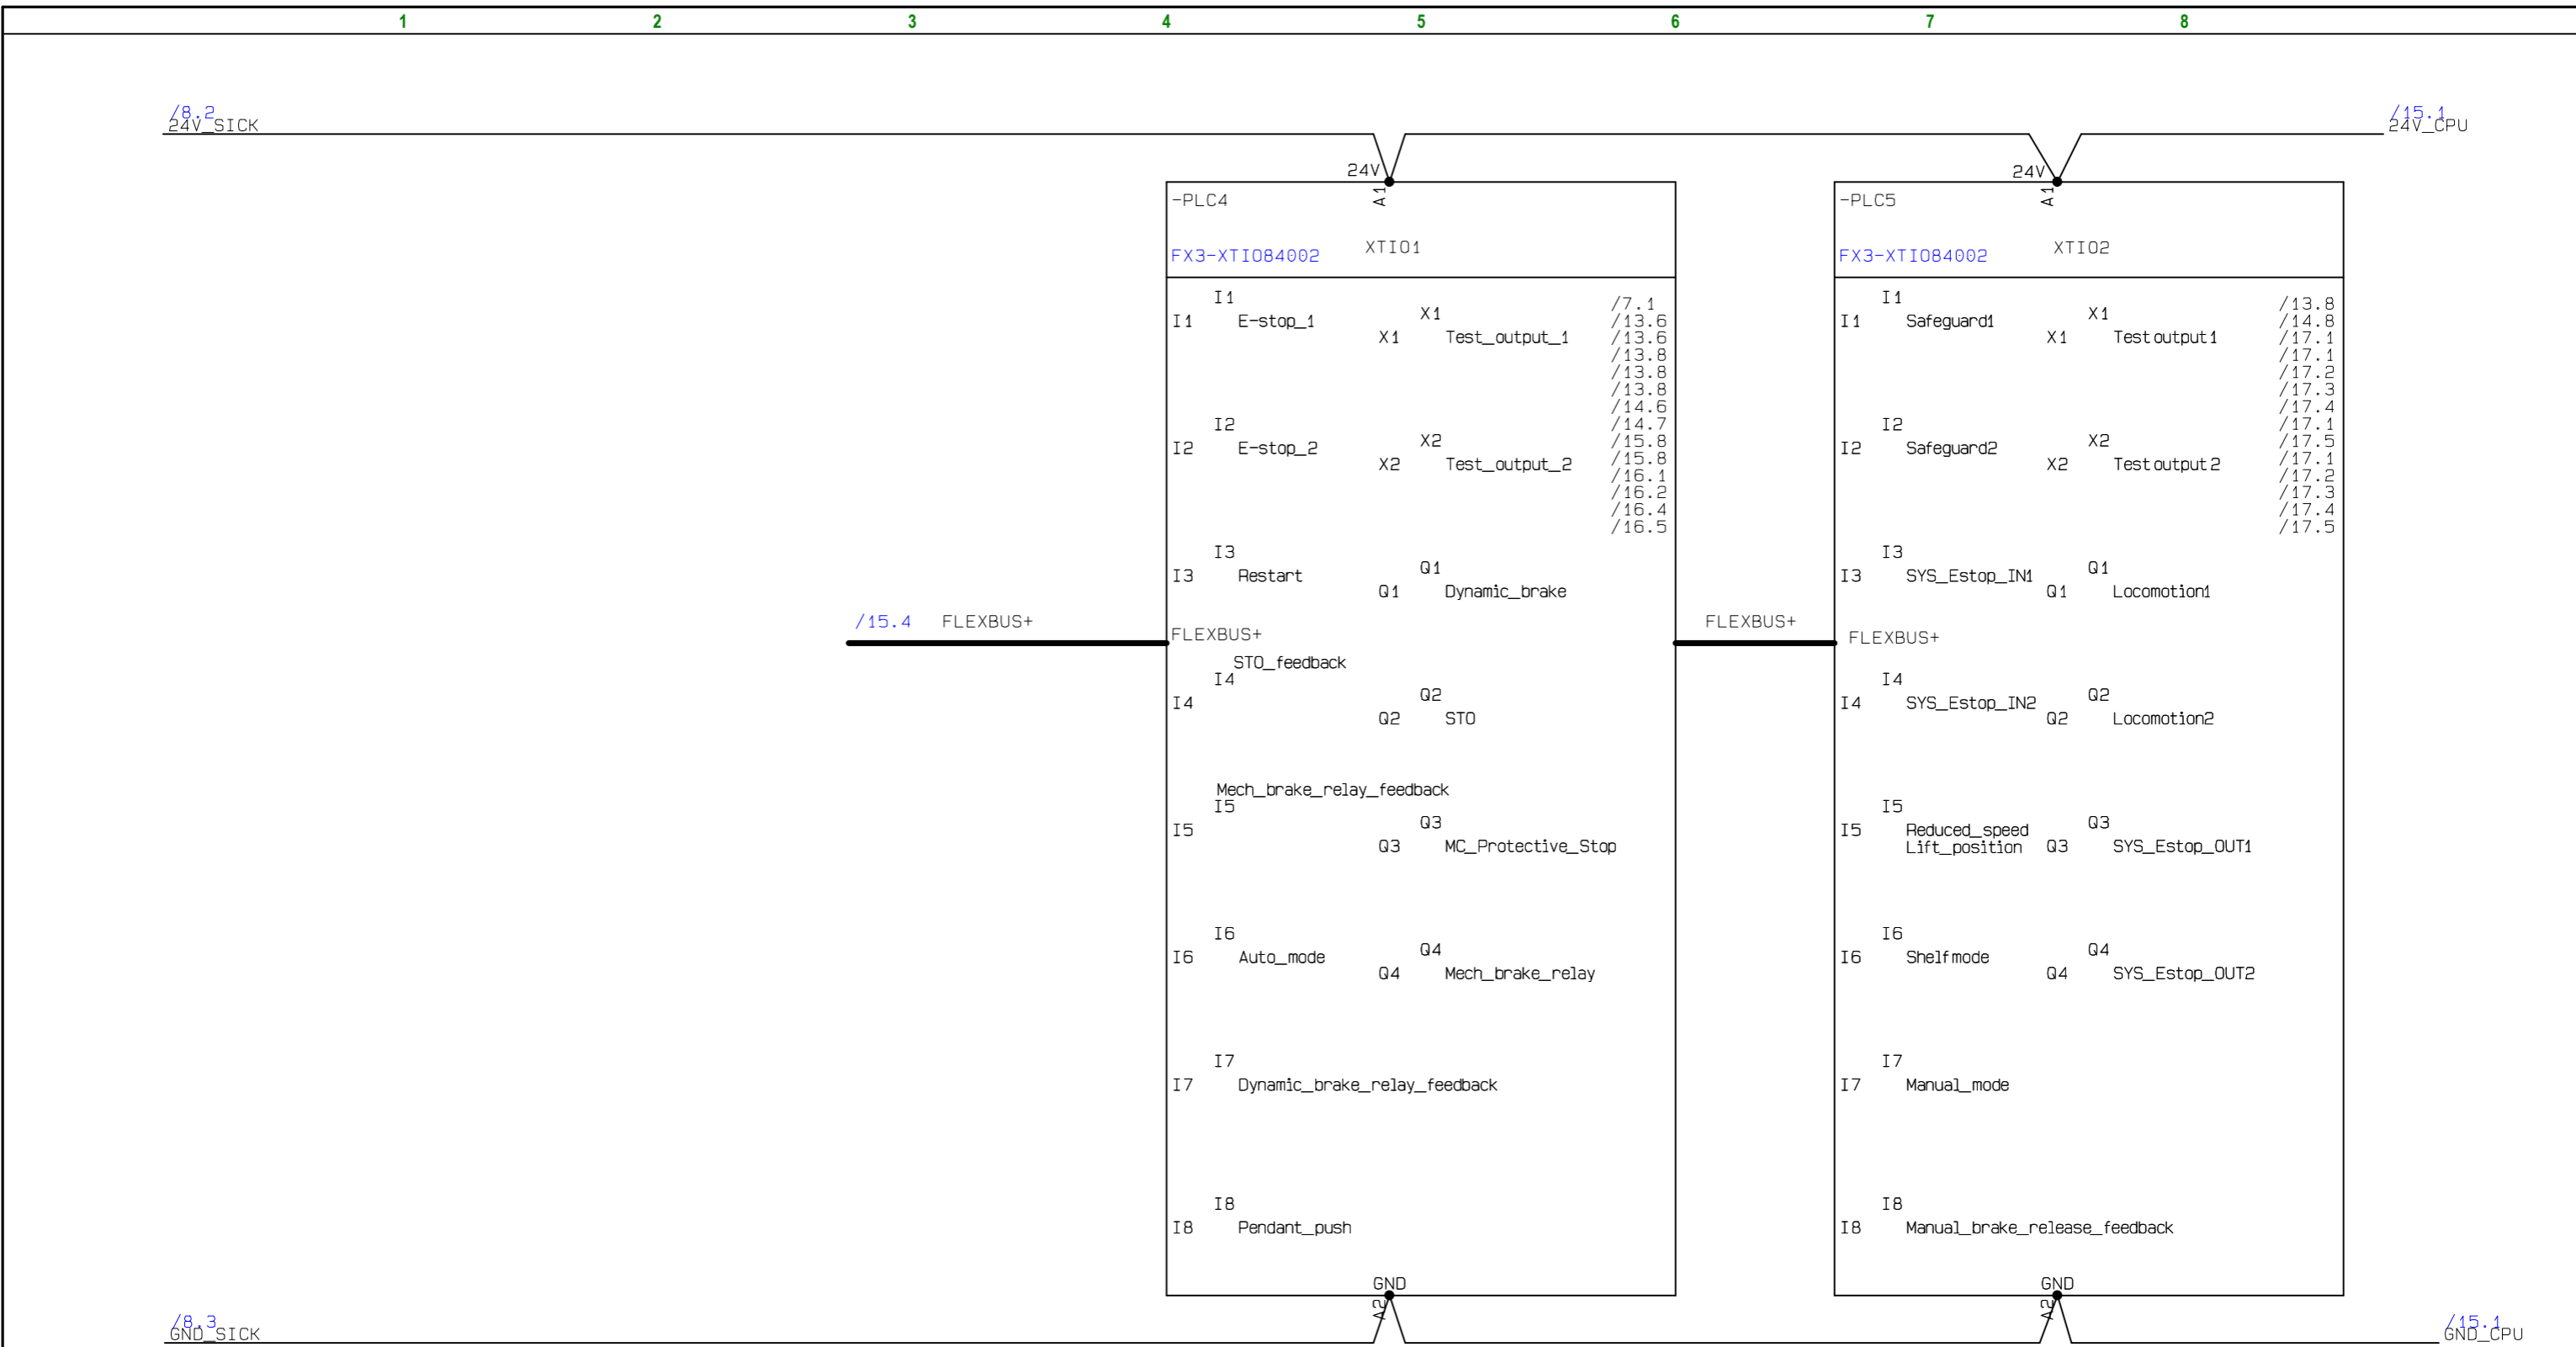 1 2 3 4 5 6 7 8
/8.2
24V_SICK
/15.1
24V_CPU
24V
A1
-PLC4
XTIO1
FX3-XTIO84002
I1
I1 E-stop_1
X1
X1 Test_output_1
/7.1
/13.6
/13.6
/13.8
/13.8
/13.8
/14.6
/14.7
/15.8
/15.8
/16.1
/16.2
/16.4
/16.5
I2
I2 E-stop_2
X2
X2 Test_output_2
I3
I3 Restart
Q1
Q1 Dynamic_brake
/15.4 FLEXBUS+
FLEXBUS+
STO_feedback
I4
I4
Q2
Q2 STO
Mech_brake_relay_feedback
I5
I5
Q3
Q3 MC_Protective_Stop
I6
I6 Auto_mode
Q4
Q4 Mech_brake_relay
I7
I7 Dynamic_brake_relay_feedback
I8
I8 Pendant_push
GND
A2
FLEXBUS+
24V
A1
-PLC5
XTIO2
FX3-XTIO84002
I1
I1 Safeguard1
X1
X1 Testoutput1
/13.8
/14.8
/17.1
/17.1
/17.2
/17.3
/17.4
/17.1
/17.5
/17.1
/17.2
/17.3
/17.4
/17.5
I2
I2 Safeguard2
X2
X2 Testoutput2
I3
I3 SYS_Estop_IN1
Q1
Q1 Locomotion1
FLEXBUS+
I4
I4 SYS_Estop_IN2
Q2
Q2 Locomotion2
I5
I5 Reduced_speed
Lift_position
Q3
Q3 SYS_Estop_OUT1
I6
I6 Shelfmode
Q4
Q4 SYS_Estop_OUT2
I7
I7 Manual_mode
I8
I8 Manual_brake_release_feedback
GND
A2
/8.3
GND_SICK
/15.1
GND_CPU